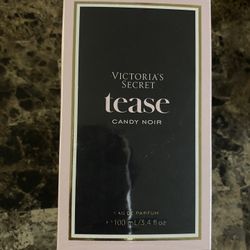 VICTORIA'S
SECRET
tease
CANDY NOIR
EAU DE PARFUM
100 mL/3.4 fl oz